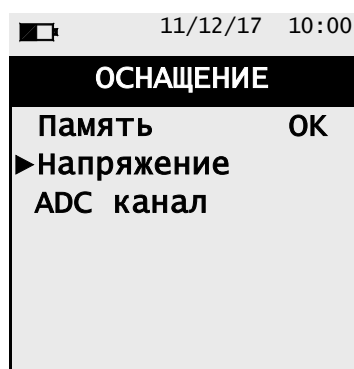 11/12/17 10:00
ОСНАЩЕНИЕ
Память OK
►Напряжение
ADC канал